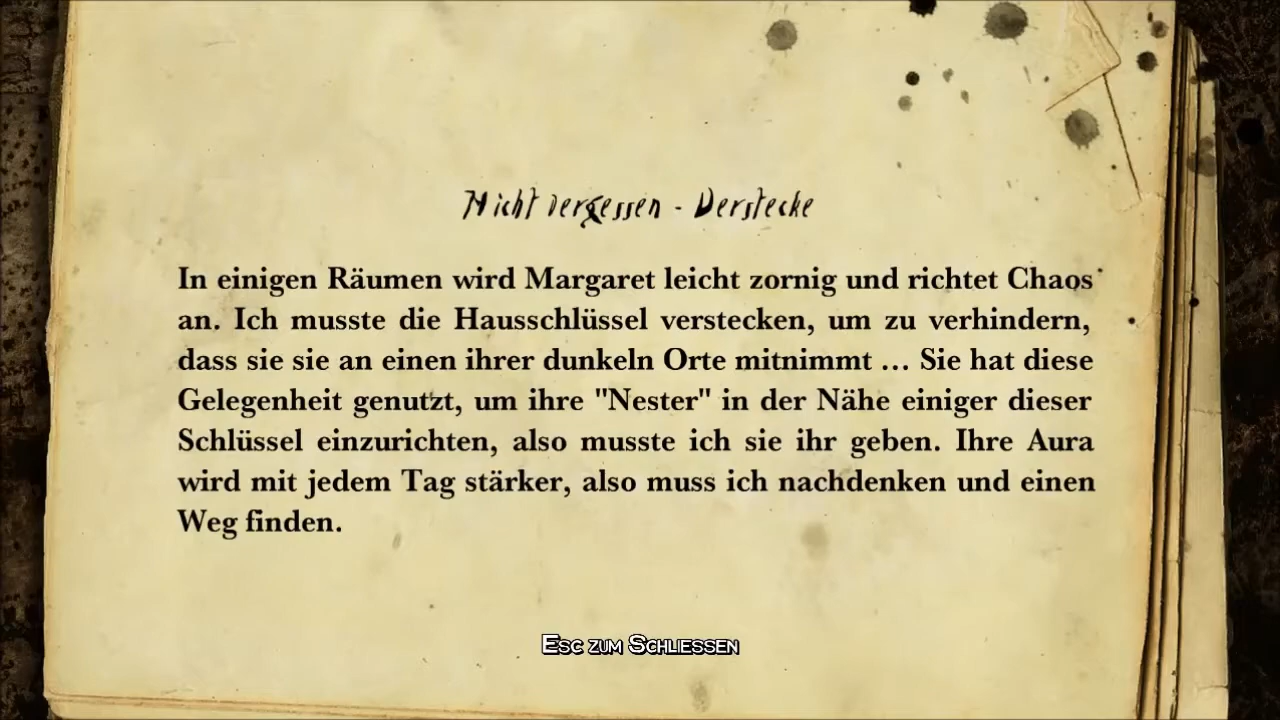 Nicht vergessen - Verstecke
In einigen Räumen wird Margaret leicht zornig und richtet Chaos
an. Ich musste die Hausschlüssel verstecken, um zu verhindern,
dass sie sie an einen ihrer dunkeln Orte mitnimmt ... Sie hat diese
Gelegenheit genutzt, um ihre "Nester" in der Nähe einiger dieser
Schlüssel einzurichten, also musste ich sie ihr geben. Ihre Aura
wird mit jedem Tag stärker, also muss ich nachdenken und einen
Weg finden.
Esc zum Schliessen